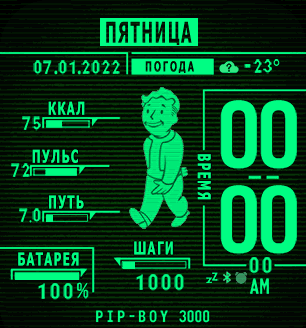 ПЯТНИЦА
07.01.2022 ПОГОДА ? -23°
ККАЛ
75
ПУЛЬС
72
ПУТЬ
7.0
ВРЕМЯ
00
00
00
AM
БАТАРЕЯ
100%
ШАГИ
1000
zz
PIP-BOY 3000